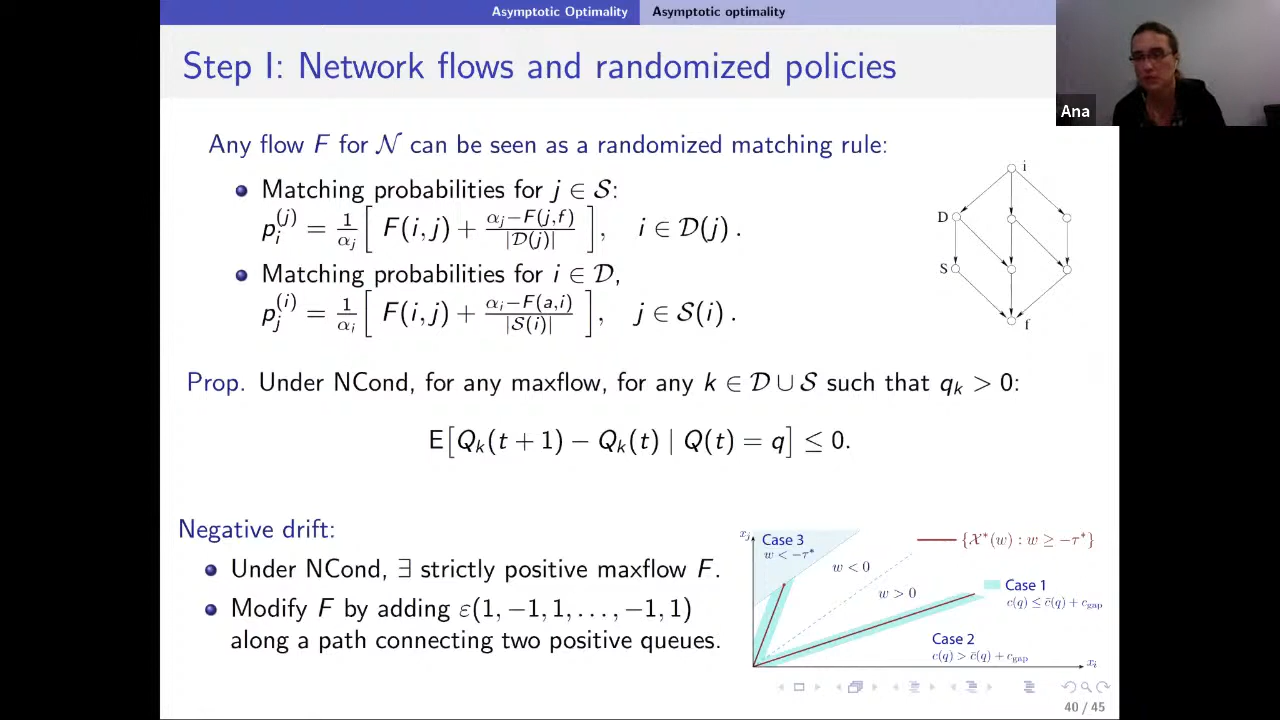 Asymptotic Optimality Asymptotic optimality
Step I: Network flows and randomized policies
Ana
Any flow F for 𝒩 can be seen as a randomized matching rule:
Matching probabilities for j ∈ 𝒮:
p_i^{(j)} = 1/α_j [ F(i,j) + (α_j−F(j,f))/|𝒟(j)| ], i ∈ 𝒟(j) .
Matching probabilities for i ∈ 𝒟,
p_j^{(i)} = 1/α_i [ F(i,j) + (α_i−F(a,i))/|𝒮(i)| ], j ∈ 𝒮(i) .
i
D
S
f
Prop. Under NCond, for any maxflow, for any k ∈ 𝒟 ∪ 𝒮 such that q_k > 0:
E[Q_k(t + 1) − Q_k(t) | Q(t) = q] ≤ 0.
Negative drift:
Under NCond, ∃ strictly positive maxflow F.
Modify F by adding ε(1, −1, 1, . . . , −1, 1)
along a path connecting two positive queues.
x_j
Case 3
w < −τ*
w < 0
w > 0
{𝒳*(w) : w ≥ −τ*}
Case 1
c(q) ≤ c̄(q) + c_gap
Case 2
c(q) > c̄(q) + c_gap
x_i
40 / 45